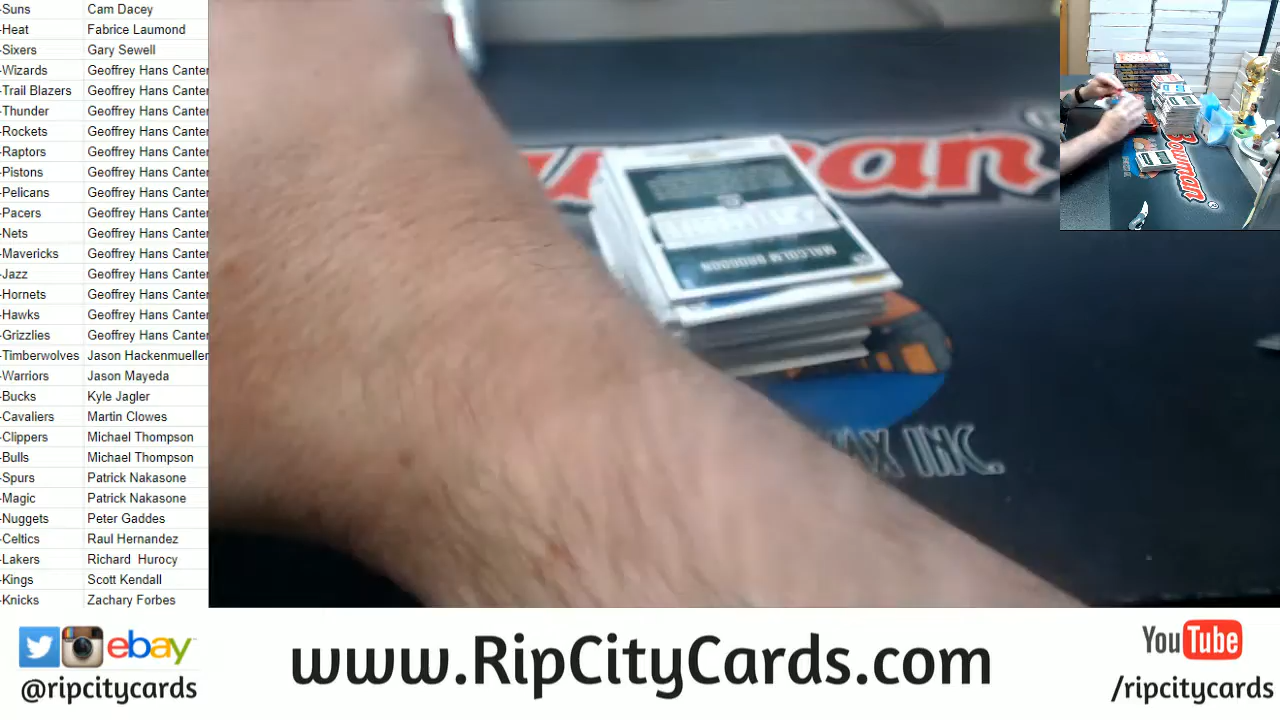 -Suns Cam Dacey
-Heat Fabrice Laumond
-Sixers Gary Sewell
-Wizards Geoffrey Hans Canter
-Trail Blazers Geoffrey Hans Canter
-Thunder Geoffrey Hans Canter
-Rockets Geoffrey Hans Canter
-Raptors Geoffrey Hans Canter
-Pistons Geoffrey Hans Canter
-Pelicans Geoffrey Hans Canter
-Pacers Geoffrey Hans Canter
-Nets Geoffrey Hans Canter
-Mavericks Geoffrey Hans Canter
-Jazz Geoffrey Hans Canter
-Hornets Geoffrey Hans Canter
-Hawks Geoffrey Hans Canter
-Grizzlies Geoffrey Hans Canter
-Timberwolves Jason Hackenmueller
-Warriors Jason Mayeda
-Bucks Kyle Jagler
-Cavaliers Martin Clowes
-Clippers Michael Thompson
-Bulls Michael Thompson
-Spurs Patrick Nakasone
-Magic Patrick Nakasone
-Nuggets Peter Gaddes
-Celtics Raul Hernandez
-Lakers Richard Hurocy
-Kings Scott Kendall
-Knicks Zachary Forbes
MALCOLM BROGDON
AX INC.
Bowman
ebay
@ripcitycards
www.RipCityCards.com
YouTube
/ripcitycards